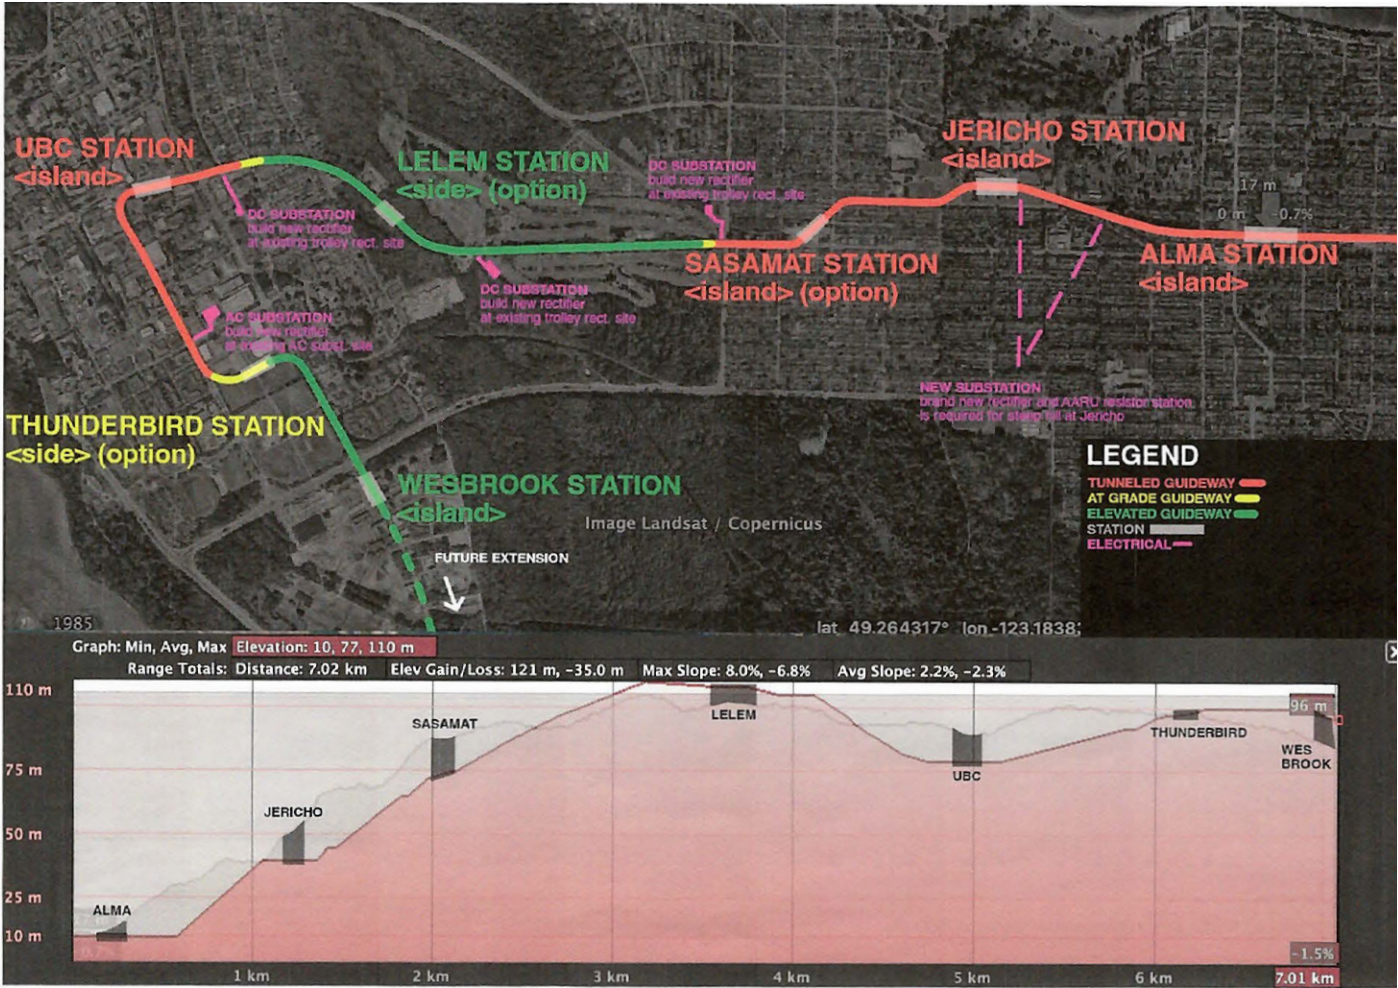 UBC STATION
<island>
LELEM STATION
<side> (option)
DC SUBSTATION
build new rectifier
at existing trolley rect. site
JERICHO STATION
<island>
17 m
0 m -0.7%
DC SUBSTATION
build new rectifier
at existing trolley rect. site
SASAMAT STATION
<island> (option)
ALMA STATION
<island>
DC SUBSTATION
build new rectifier
at existing trolley rect. site
AC SUBSTATION
build new rectifier
at existing AC subst. site
NEW SUBSTATION
brand new rectifier and AARU resistor station
is required for steep hill at Jericho
THUNDERBIRD STATION
<side> (option)
WESBROOK STATION
<island>
Image Landsat / Copernicus
FUTURE EXTENSION
LEGEND
TUNNELED GUIDEWAY
AT GRADE GUIDEWAY
ELEVATED GUIDEWAY
STATION
ELECTRICAL
1985
lat 49.264317° lon -123.1838
Graph: Min, Avg, Max Elevation: 10, 77, 110 m
Range Totals: Distance: 7.02 km Elev Gain/Loss: 121 m, -35.0 m Max Slope: 8.0%, -6.8% Avg Slope: 2.2%, -2.3%
110 m
75 m
50 m
25 m
10 m
ALMA
JERICHO
SASAMAT
LELEM
UBC
THUNDERBIRD
WES
BROOK
96 m
-1.5%
1 km
2 km
3 km
4 km
5 km
6 km
7.01 km